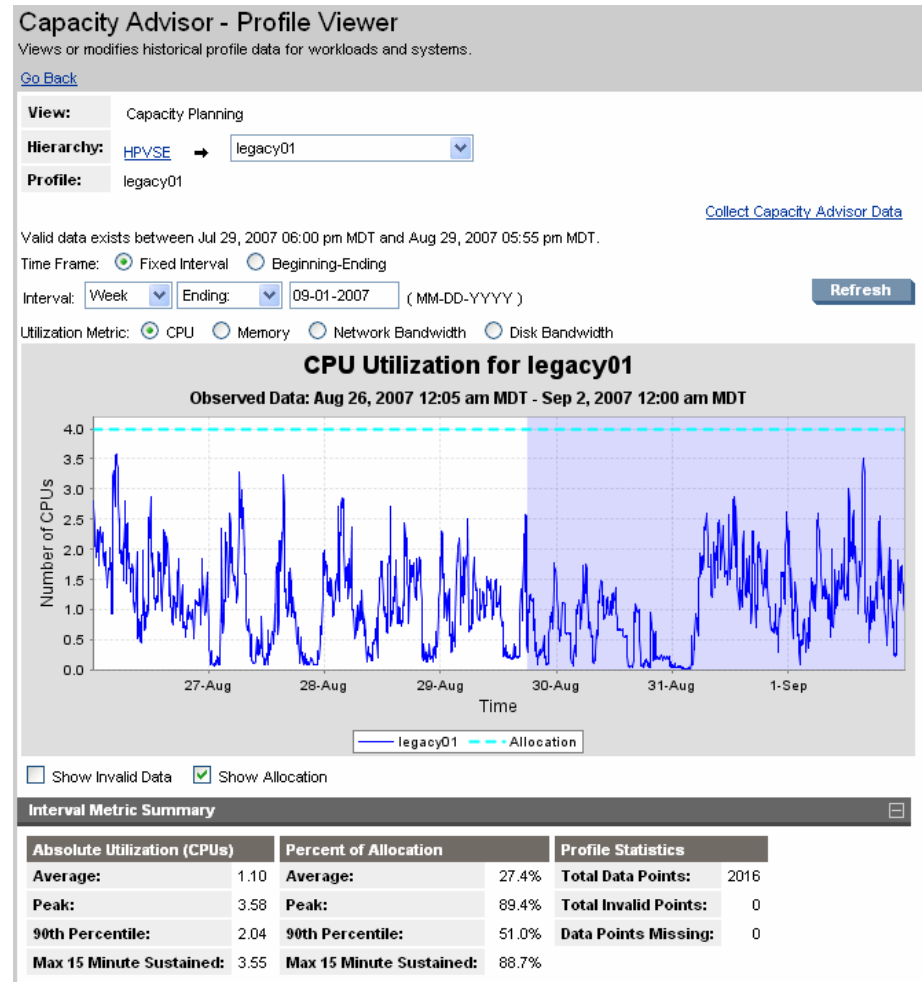 Capacity Advisor - Profile Viewer
Views or modifies historical profile data for workloads and systems.
Go Back
View: Capacity Planning
Hierarchy: HPVSE → legacy01
Profile: legacy01
Collect Capacity Advisor Data
Valid data exists between Jul 29, 2007 06:00 pm MDT and Aug 29, 2007 05:55 pm MDT.
Time Frame: Fixed Interval Beginning-Ending
Interval: Week Ending: 09-01-2007 ( MM-DD-YYYY ) Refresh
Utilization Metric: CPU Memory Network Bandwidth Disk Bandwidth
CPU Utilization for legacy01
Observed Data: Aug 26, 2007 12:05 am MDT - Sep 2, 2007 12:00 am MDT
Number of CPUs
4.0
3.5
3.0
2.5
2.0
1.5
1.0
0.5
0.0
27-Aug 28-Aug 29-Aug 30-Aug 31-Aug 1-Sep
Time
legacy01 Allocation
Show Invalid Data Show Allocation
Interval Metric Summary
Absolute Utilization (CPUs) Percent of Allocation Profile Statistics
Average: 1.10 Average: 27.4% Total Data Points: 2016
Peak: 3.58 Peak: 89.4% Total Invalid Points: 0
90th Percentile: 2.04 90th Percentile: 51.0% Data Points Missing: 0
Max 15 Minute Sustained: 3.55 Max 15 Minute Sustained: 88.7%